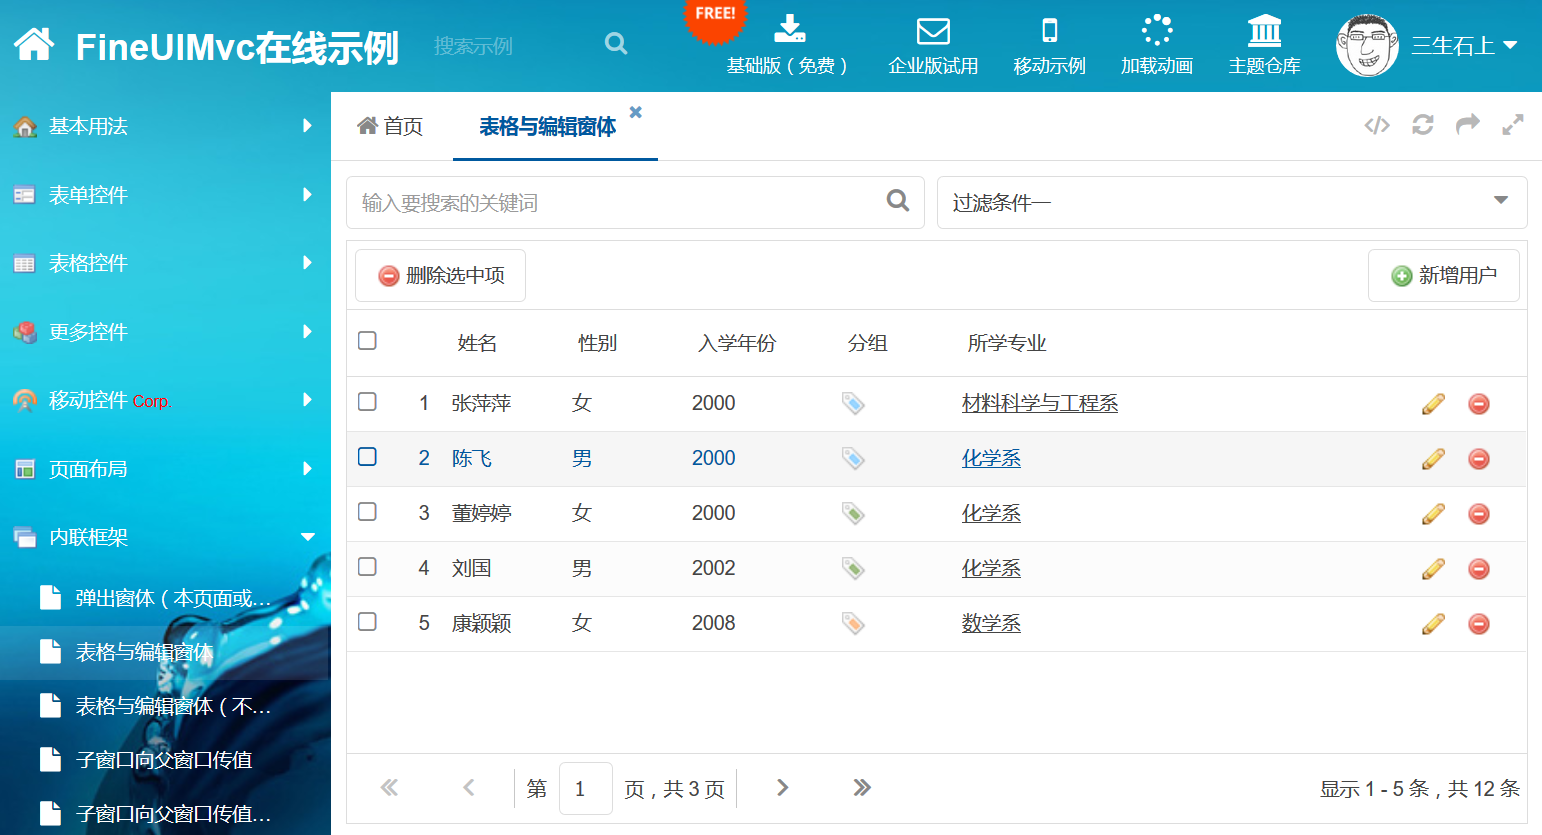 FineUIMvc在线示例
搜索示例
FREE!
基础版（免费）
企业版试用
移动示例
加载动画
主题仓库
三生石上
基本用法
表单控件
表格控件
更多控件
移动控件 Corp.
页面布局
内联框架
弹出窗体（本页面或...
表格与编辑窗体
表格与编辑窗体（不...
子窗口向父窗口传值
子窗口向父窗口传值...
首页
表格与编辑窗体
输入要搜索的关键词
过滤条件一
删除选中项
新增用户
姓名 性别 入学年份 分组 所学专业
1 张萍萍 女 2000 材料科学与工程系
2 陈飞 男 2000 化学系
3 董婷婷 女 2000 化学系
4 刘国 男 2002 化学系
5 康颖颖 女 2008 数学系
第 1 页，共 3 页
显示 1 - 5 条，共 12 条